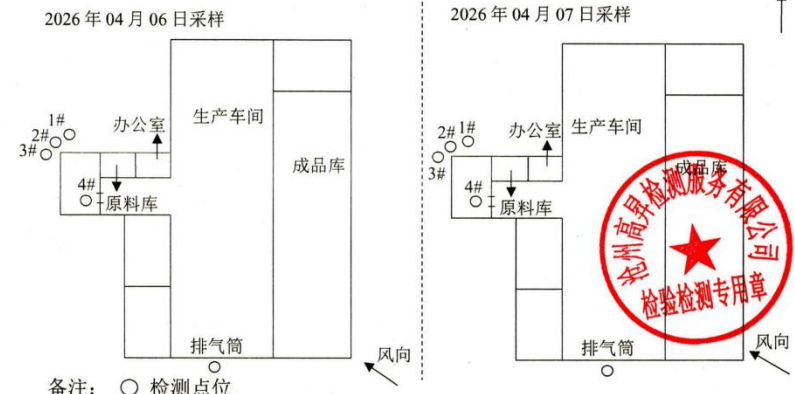 2026 年 04 月 06 日采样
1#
2#
3#
办公室
生产车间
成品库
4#
原料库
排气筒
风向
备注： ○ 检测点位
2026 年 04 月 07 日采样
1#
2#
3#
办公室
生产车间
成品库
4#
原料库
沧州高昇检测服务有限公司
检验检测专用章
排气筒
风向